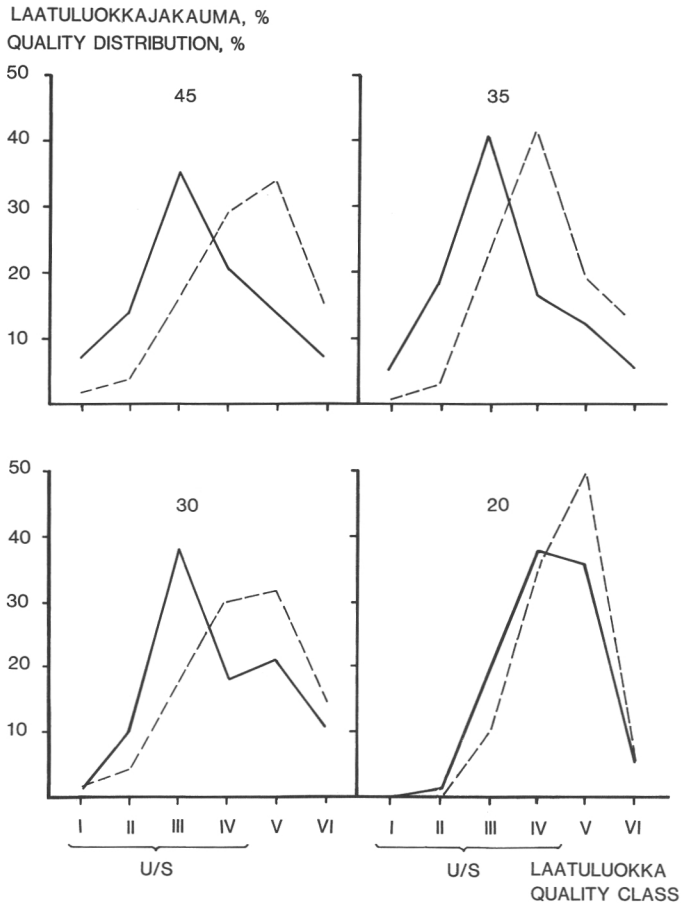 LAATULUOKKAJAKAUMA, %
QUALITY DISTRIBUTION, %
50
40
30
20
10
45
35
50
40
30
20
10
30
20
I II III IV V VI
I II III IV V VI
U/S
U/S
LAATULUOKKA
QUALITY CLASS